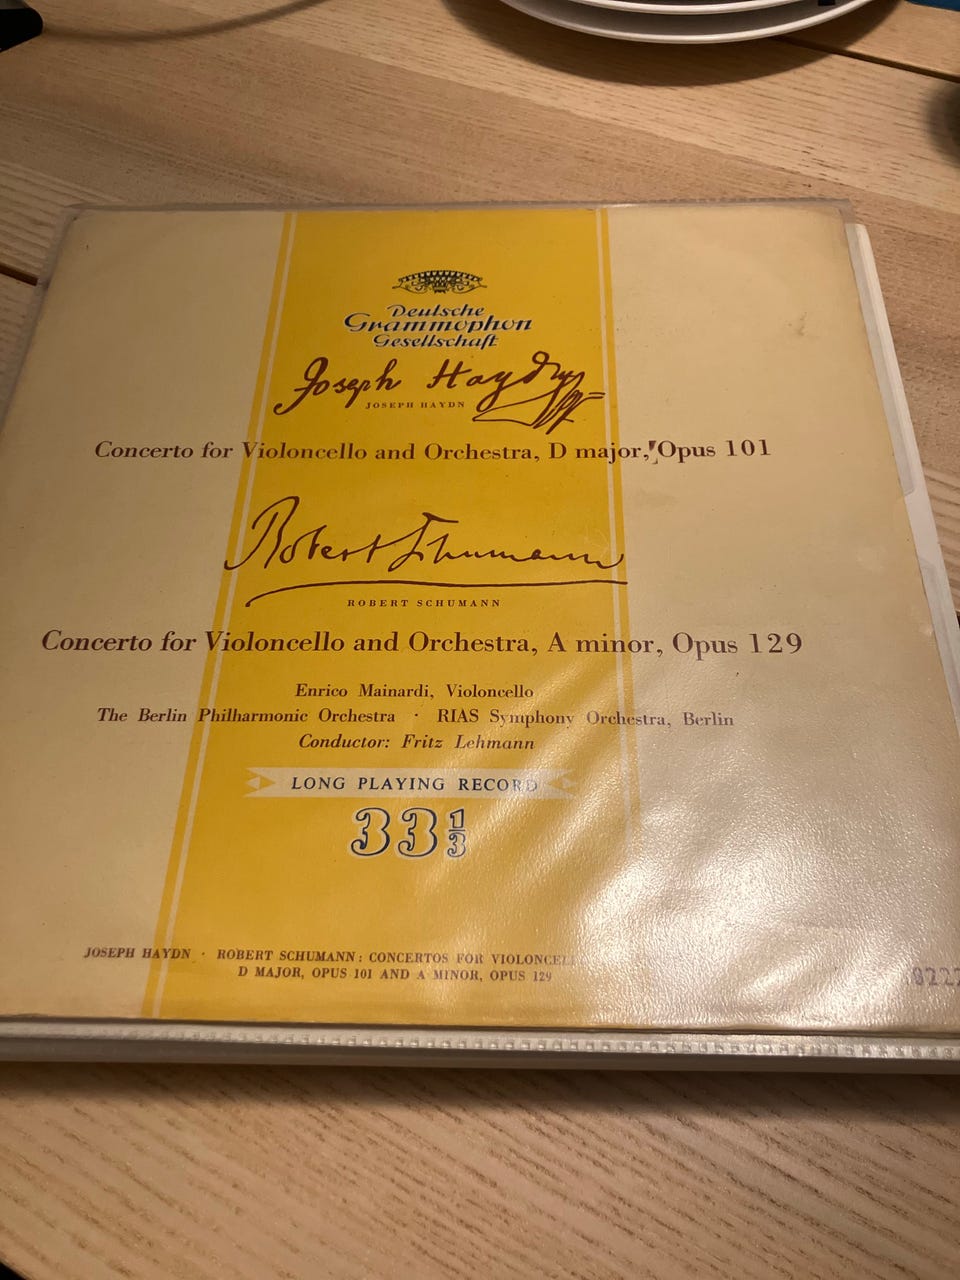 Deutsche
Grammophon
Gesellschaft
Joseph Haydn
JOSEPH HAYDN
Concerto for Violoncello and Orchestra, D major, Opus 101
Robert Schumann
ROBERT SCHUMANN
Concerto for Violoncello and Orchestra, A minor, Opus 129
Enrico Mainardi, Violoncello
The Berlin Philharmonic Orchestra · RIAS Symphony Orchestra, Berlin
Conductor: Fritz Lehmann
LONG PLAYING RECORD
33 1/3
JOSEPH HAYDN · ROBERT SCHUMANN: CONCERTOS FOR
D MAJOR, OPUS 101 AND A MINOR, OPUS 129